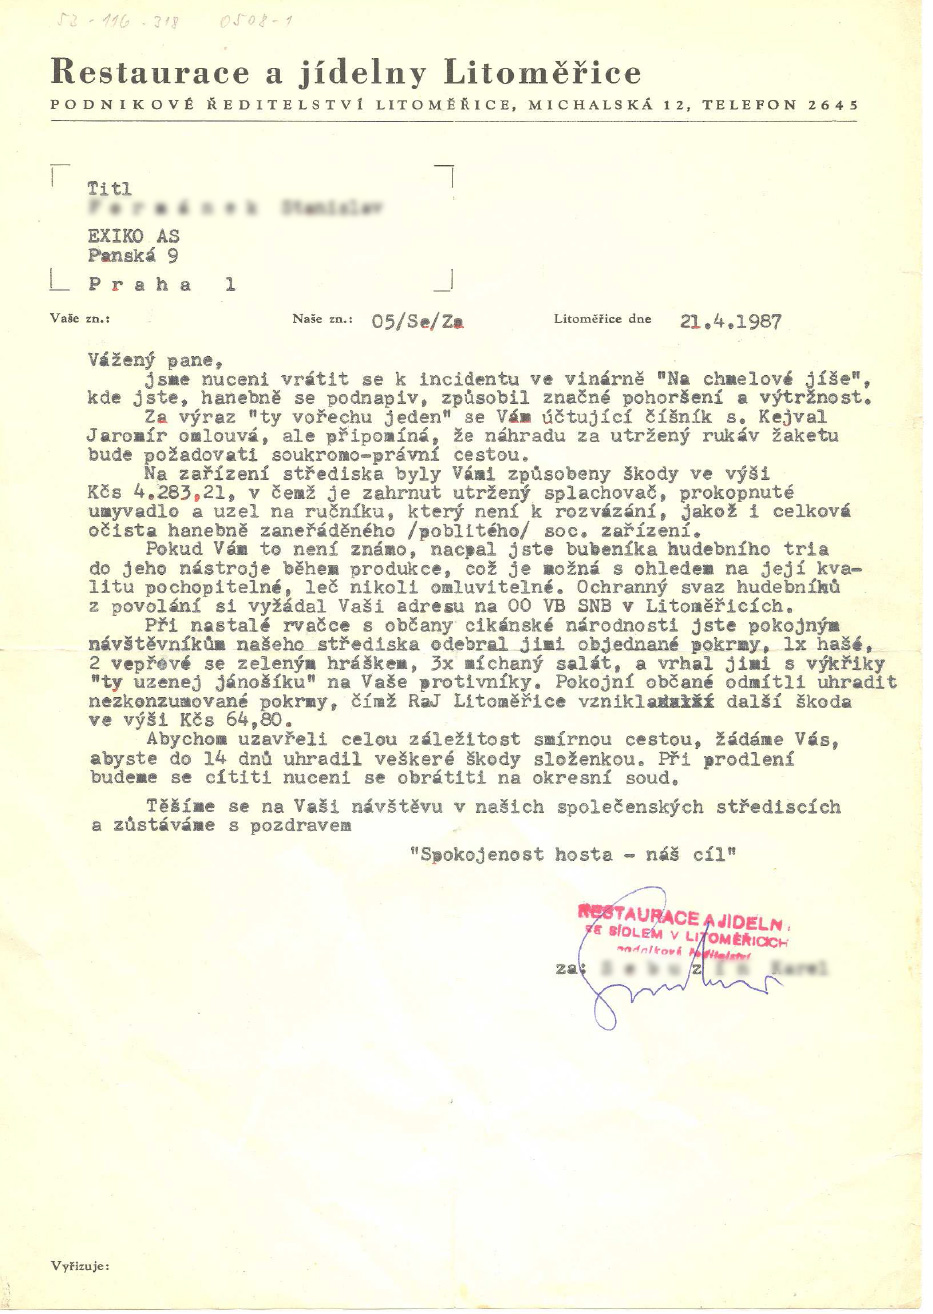 52-116-318 0508-1
Restaurace a jídelny Litoměřice
PODNIKOVÉ ŘEDITELSTVÍ LITOMĚŘICE, MICHALSKÁ 12, TELEFON 2645
Titl
EXIKO AS
Panská 9
Praha 1
Vaše zn.: Naše zn.: 05/Se/Za Litoměřice dne 21.4.1987
Vážený pane,
jsme nuceni vrátit se k incidentu ve vinárně "Na chmelové jíše",
kde jste, hanebně se podnapiv, způsobil značné pohoršení a výtržnost.
Za výraz "ty vořechu jeden" se Vám účtující číšník s. Kejval
Jaromír omlouvá, ale připomíná, že náhradu za utržený rukáv žaketu
bude požadovati soukromo-právní cestou.
Na zařízení střediska byly Vámi způsobeny škody ve výši
Kčs 4.283,21, v čemž je zahrnut utržený splachovač, prokopnuté
umyvadlo a uzel na ručníku, který není k rozvázání, jakož i celková
očista hanebně zaneřáděného /poblitého/ soc. zařízení.
Pokud Vám to není známo, nacpal jste bubeníka hudebního tria
do jeho nástroje během produkce, což je možná s ohledem na její kva-
litu pochopitelné, leč nikoli omluvitelné. Ochranný svaz hudebníků
z povolání si vyžádal Vaši adresu na OO VB SNB v Litoměřicích.
Při nastalé rvačce s občany cikánské národnosti jste pokojným
návštěvníkům našeho střediska odebral jimi objednané pokrmy, 1x hašé,
2 vepřové se zeleným hráškem, 3x míchaný salát, a vrhal jimi s výkřiky
"ty uzenej jánošíku" na Vaše protivníky. Pokojní občané odmítli uhradit
nezkonzumované pokrmy, čímž RaJ Litoměřice vznikla další škoda
ve výši Kčs 64,80.
Abychom uzavřeli celou záležitost smírnou cestou, žádáme Vás,
abyste do 14 dnů uhradil veškeré škody složenkou. Při prodlení
budeme se cítiti nuceni se obrátiti na okresní soud.
Těšíme se na Vaši návštěvu v našich společenských střediscích
a zůstáváme s pozdravem
"Spokojenost hosta - náš cíl"
RESTAURACE A JÍDELN
SE SÍDLEM V LITOMĚŘICÍCH
podnikové ředitelství
za:
Vyřizuje: